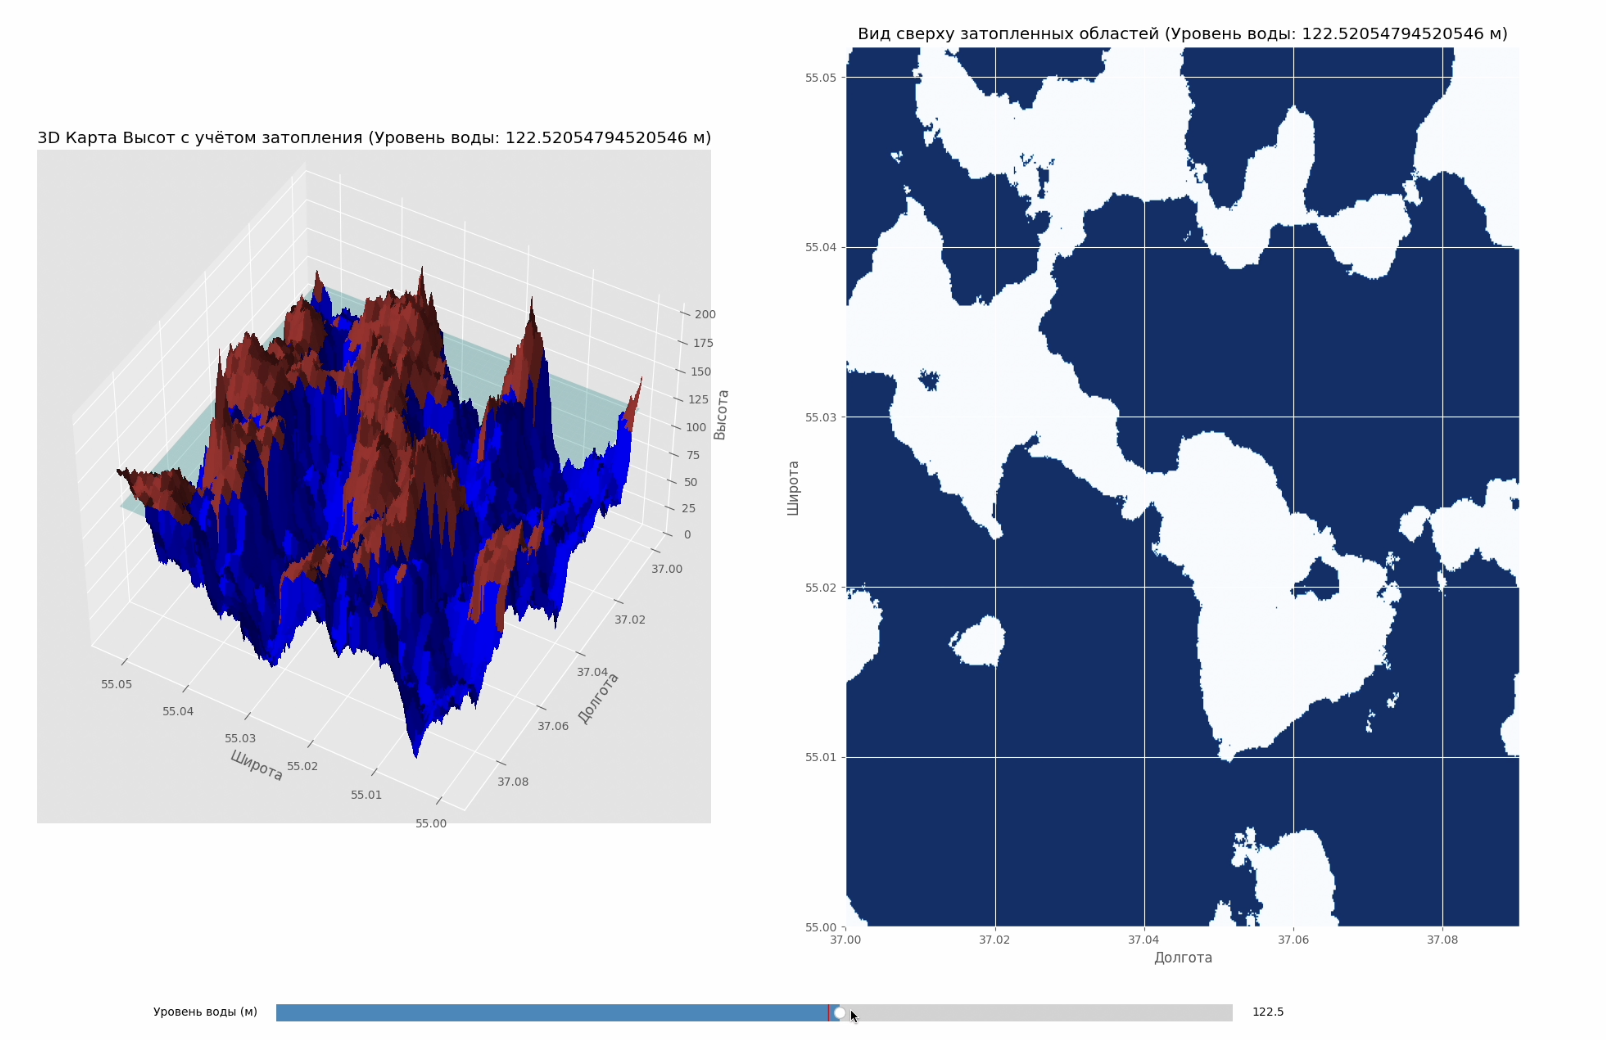 Вид сверху затопленных областей (Уровень воды: 122.52054794520546 м)
3D Карта Высот с учётом затопления (Уровень воды: 122.52054794520546 м)
200
175
150
125
100
75
50
25
0
Высота
37.00
37.02
37.04
37.06
37.08
Долгота
55.05
55.04
55.03
55.02
55.01
55.00
Широта
55.05
55.04
55.03
55.02
55.01
55.00
Широта
37.00 37.02 37.04 37.06 37.08
Долгота
Уровень воды (м) 122.5